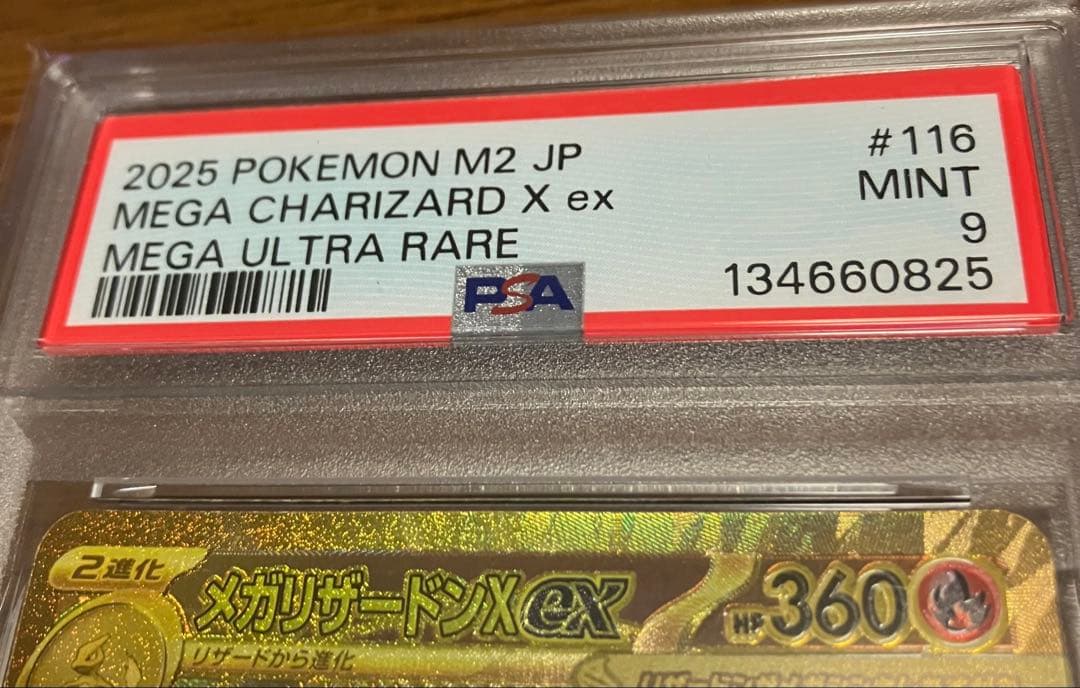 2025 POKEMON M2 JP #116
MEGA CHARIZARD X ex MINT
MEGA ULTRA RARE 9
134660825
PSA
2進化
メガリザードンXex HP360
リザードから進化